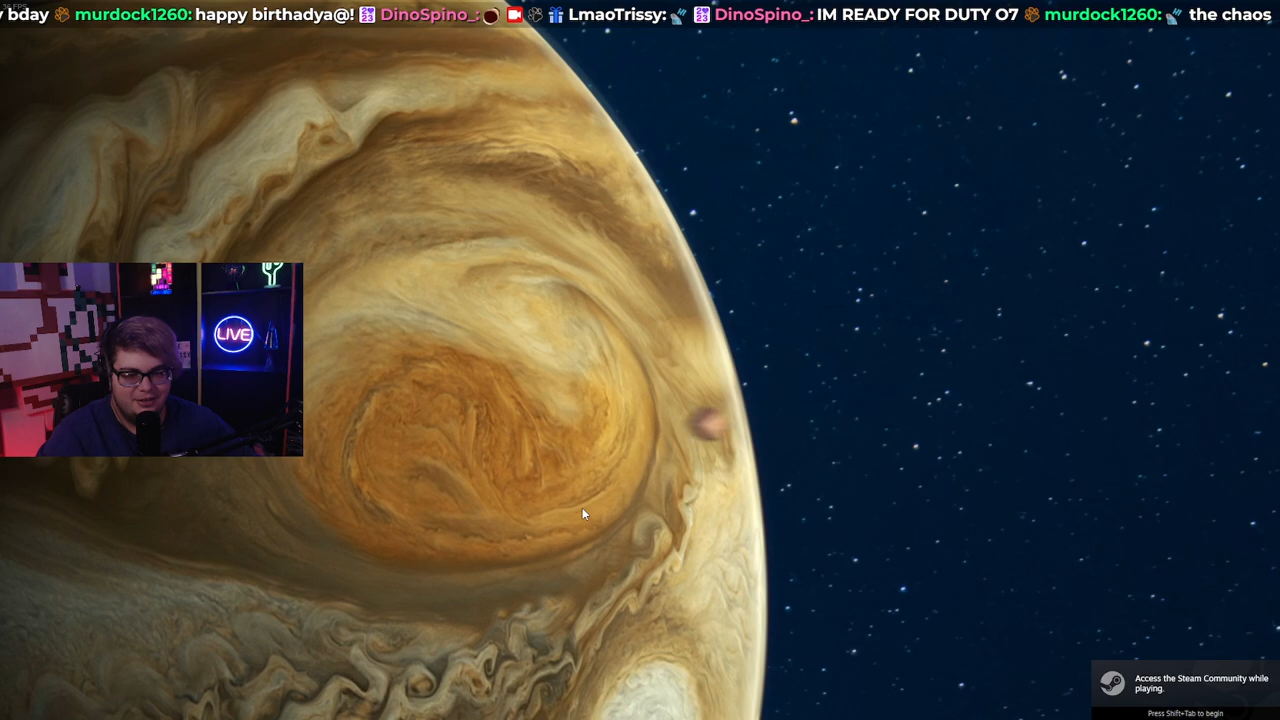 y bday murdock1260: happy birthadya@! DinoSpino_: LmaoTrissy: DinoSpino_: IM READY FOR DUTY O7 murdock1260: the chaos
LIVE
Access the Steam Community while
playing.
Press Shift+Tab to begin